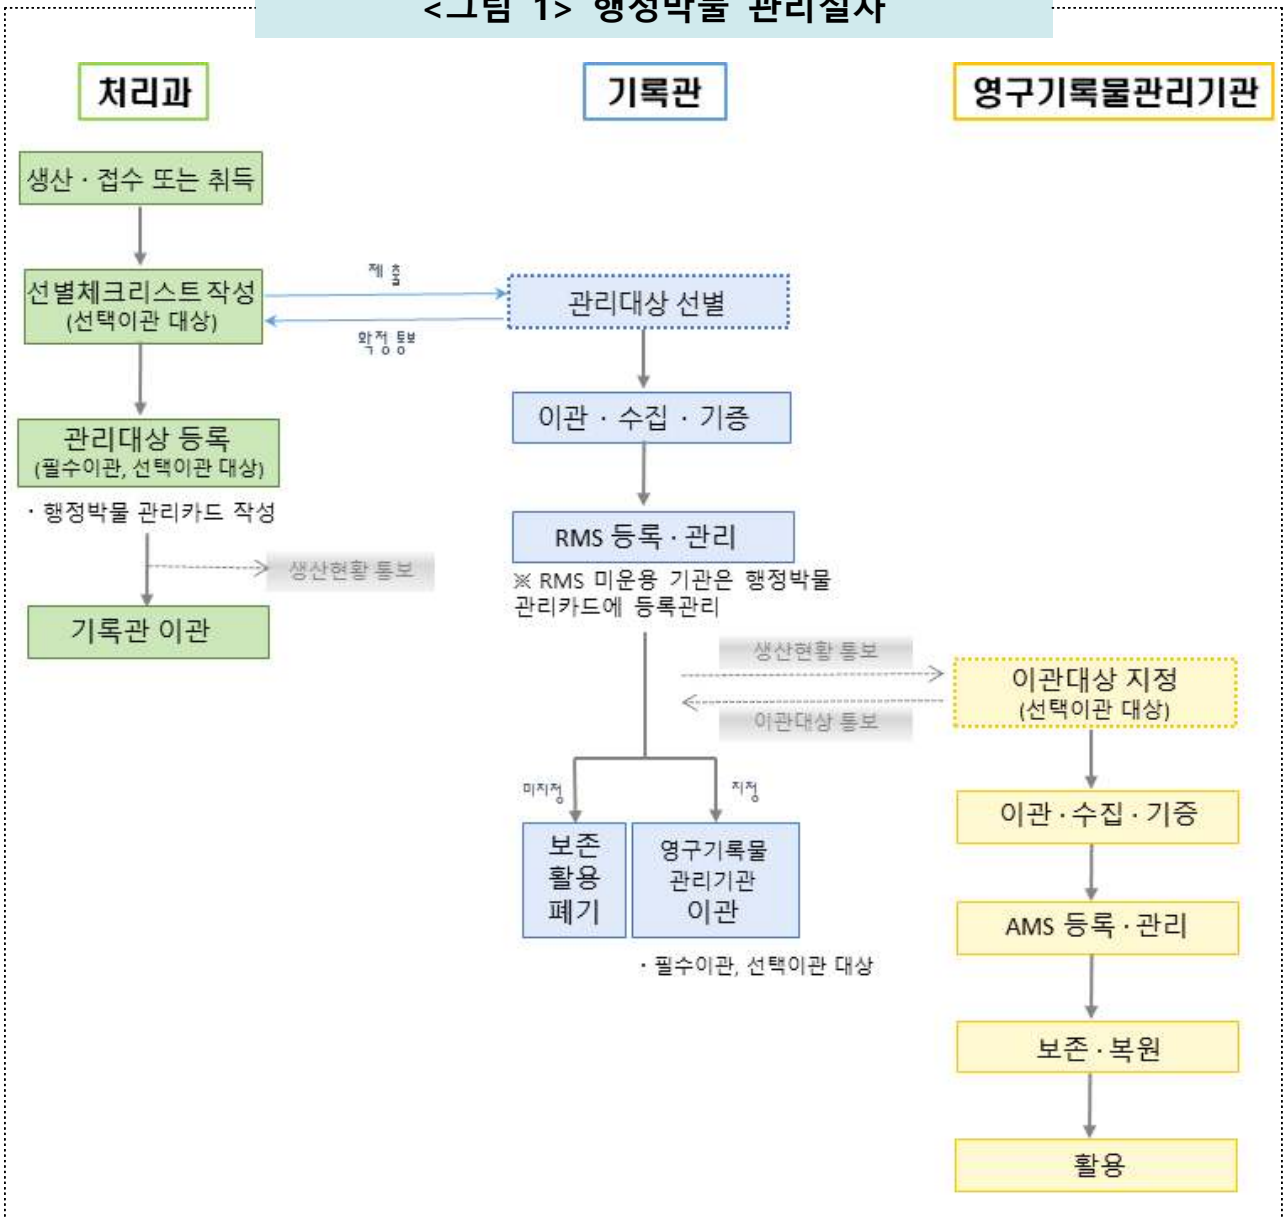 <그림 1> 행정박물 관리절차
처리과
기록관
영구기록물관리기관
생산 · 접수 또는 취득
선별체크리스트 작성
(선택이관 대상)
제 출
확정 통보
관리대상 선별
이관 · 수집 · 기증
관리대상 등록
(필수이관, 선택이관 대상)
· 행정박물 관리카드 작성
생산현황 통보
기록관 이관
RMS 등록 · 관리
※ RMS 미운용 기관은 행정박물
관리카드에 등록관리
생산현황 통보
이관대상 통보
이관대상 지정
(선택이관 대상)
미지정
지정
보존
활용
폐기
영구기록물
관리기관
이관
· 필수이관, 선택이관 대상
이관 · 수집 · 기증
AMS 등록 · 관리
보존 · 복원
활용